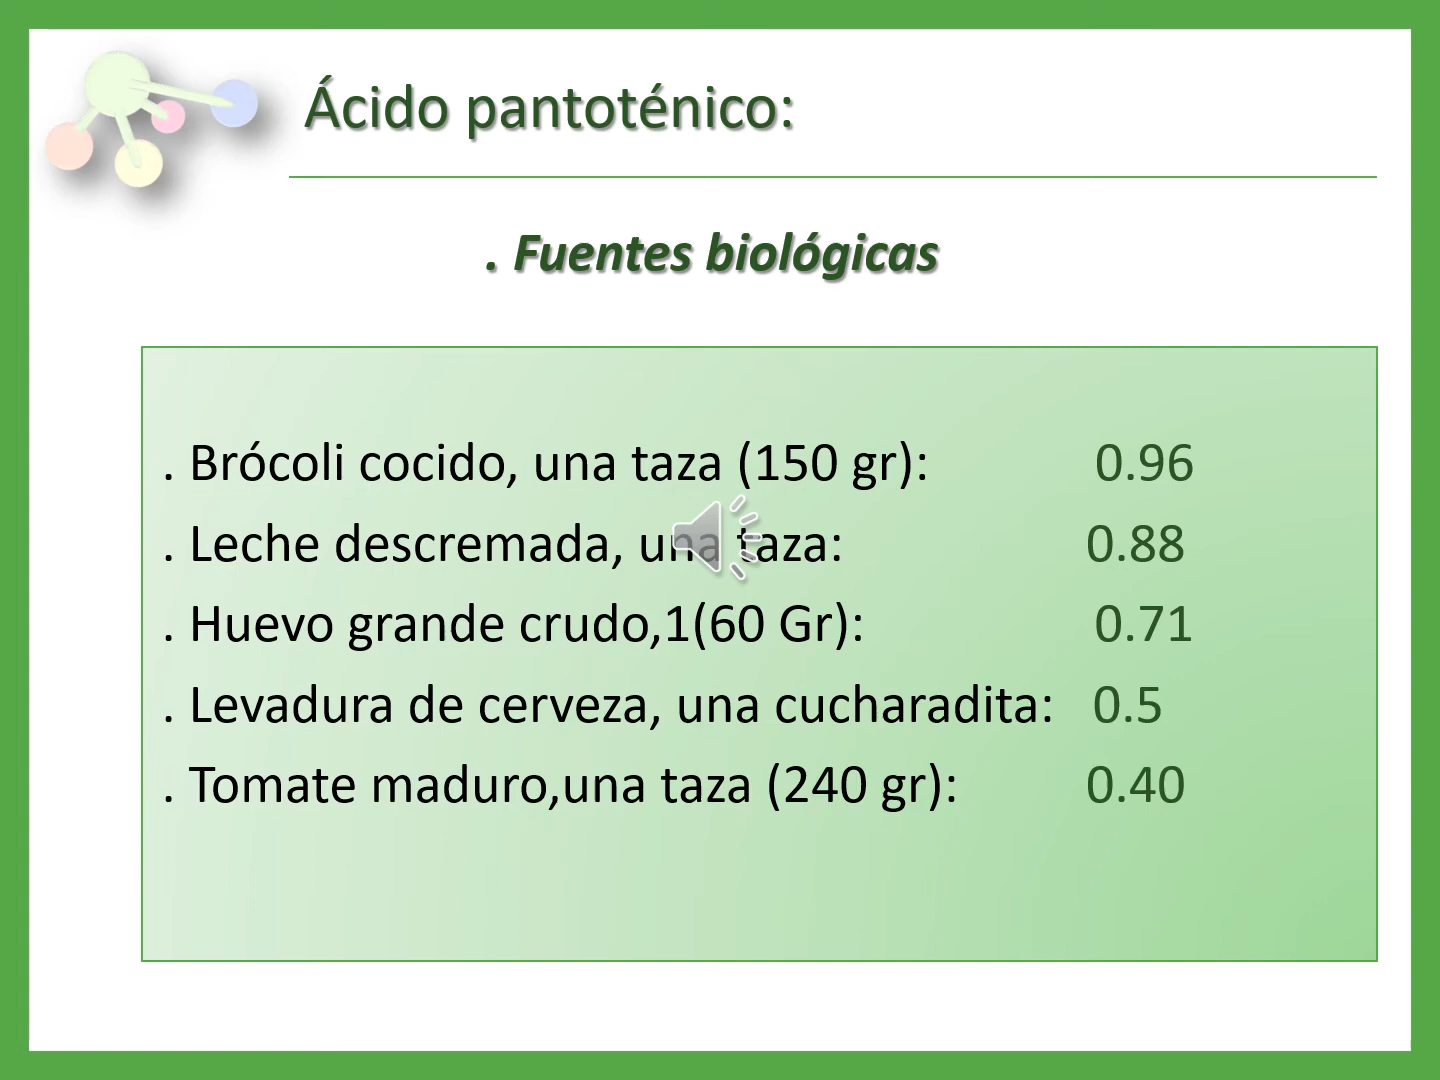 Ácido pantoténico:
. Fuentes biológicas
. Brócoli cocido, una taza (150 gr): 0.96
. Leche descremada, una taza: 0.88
. Huevo grande crudo,1(60 Gr): 0.71
. Levadura de cerveza, una cucharadita: 0.5
. Tomate maduro,una taza (240 gr): 0.40